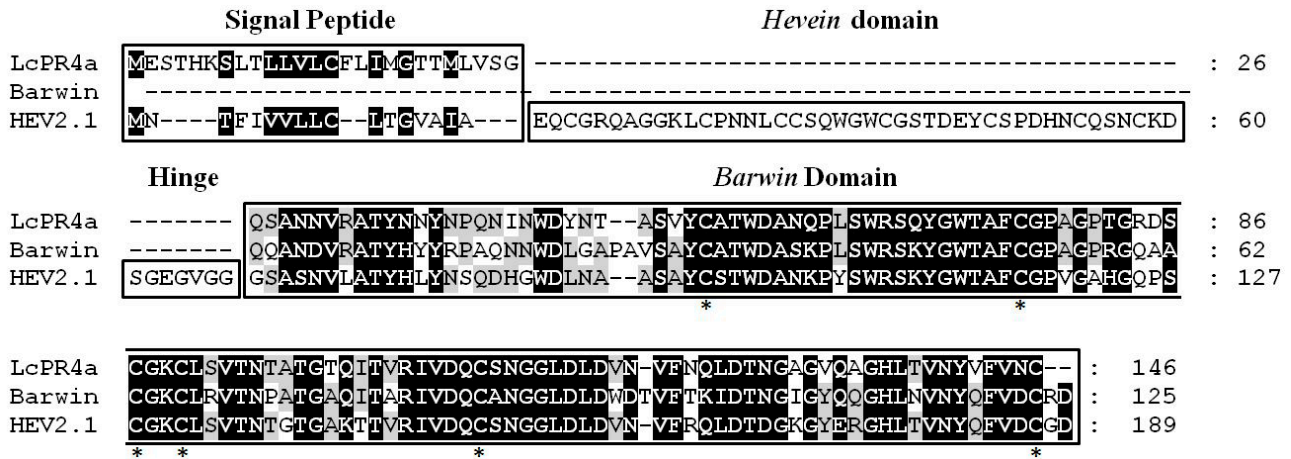 Signal Peptide Hevein domain
LcPR4a MESTHKSLTLLVLCFLIMGTTMLVSG ------------------------------------------- : 26
Barwin -------------------------- -------------------------------------------
HEV2.1 MN----TFIVVLLC--LTGVAIA--- EQCGRQAGGKLCPNNLCCSQWGWCGSTDEYCSPDHNCQSNCKD : 60
Hinge Barwin Domain
LcPR4a ------- QSANNVRATYNNYNPQNINWDYNT--ASVYCATWDANQPLSWRSQYGWTAFCGPAGPTGRDS : 86
Barwin ------- QQANDVRATYHYYRPAQNNWDLGAPAVSAYCATWDASKPLSWRSKYGWTAFCGPAGPRGQAA : 62
HEV2.1 SGEGVGG GSASNVLATYHLYNSQDHGWDLNA--ASAYCSTWDANKPYSWRSKYGWTAFCGPVGAHGQPS : 127
* *
LcPR4a CGKCLSVTNTATGTQITVRIVDQCSNGGLDLDVN-VFNQLDTNGAGVQAGHLTVNYVFVNC-- : 146
Barwin CGKCLRVTNPATGAQITARIVDQCANGGLDLDWDTVFTKIDTNGIGYQQGHLNVNYQFVDCRD : 125
HEV2.1 CGKCLSVTNTGTGAKTTVRIVDQCSNGGLDLDVN-VFRQLDTDGKGYERGHLTVNYQFVDCGD : 189
* * * *